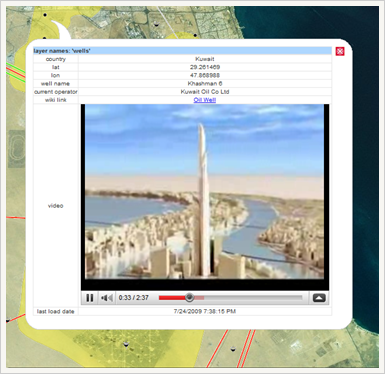 layer names: 'wells'
country Kuwait
lat 29.261469
lon 47.868988
well name Khashman 6
current operator Kuwait Oil Co Ltd
wiki link Oil Well
video
0:33 / 2:37
last load date 7/24/2009 7:38:15 PM